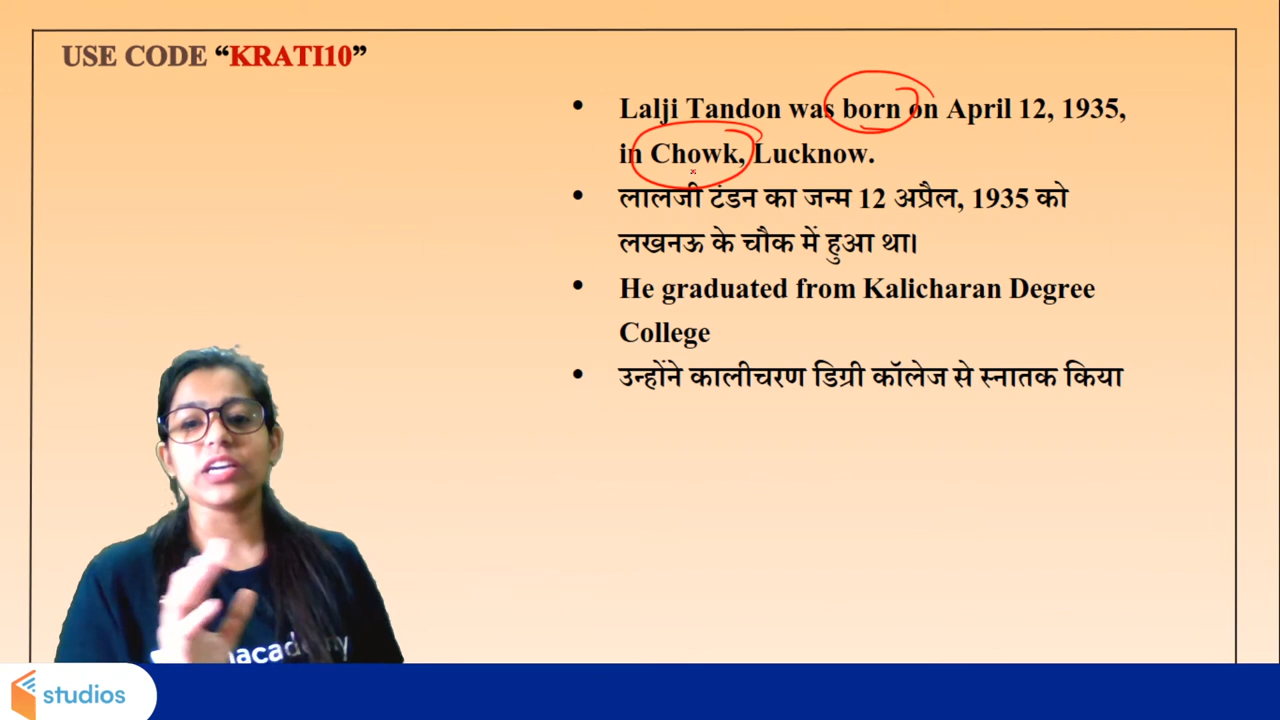 USE CODE “KRATI10”
• Lalji Tandon was born on April 12, 1935,
in Chowk, Lucknow.
• लालजी टंडन का जन्म 12 अप्रैल, 1935 को
लखनऊ के चौक में हुआ था।
• He graduated from Kalicharan Degree
College
• उन्होंने कालीचरण डिग्री कॉलेज से स्नातक किया
studios